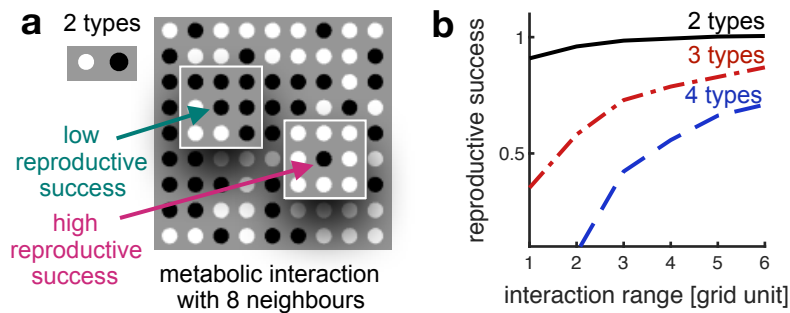 a
2 types
low
reproductive
success
high
reproductive
success
metabolic interaction
with 8 neighbours
b
reproductive success
1
0.5
2 types
3 types
4 types
1 2 3 4 5 6
interaction range [grid unit]